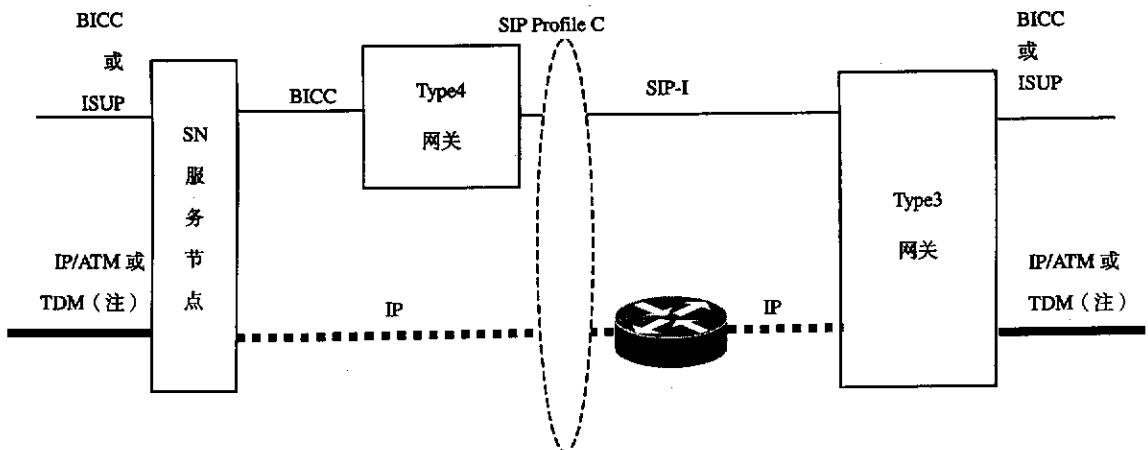 SIP Profile C
BICC
或
ISUP
SN
服
务
节
点
BICC
Type4
网关
SIP-I
Type3
网关
BICC
或
ISUP
IP/ATM 或
TDM（注）
IP
IP
IP/ATM 或
TDM（注）